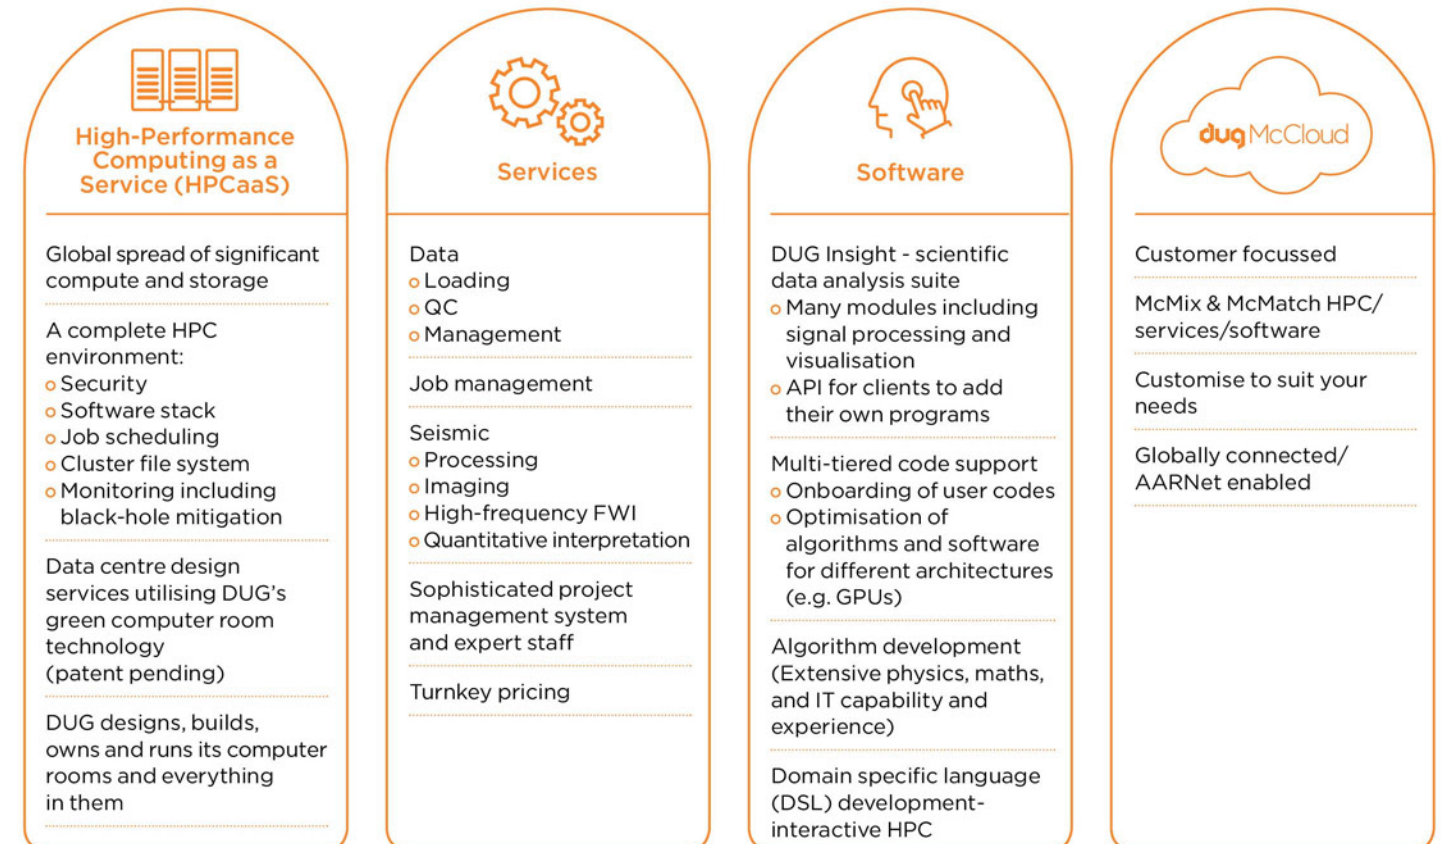 High-Performance
Computing as a
Service (HPCaaS)
Global spread of significant
compute and storage
A complete HPC
environment:
Security
Software stack
Job scheduling
Cluster file system
Monitoring including
black-hole mitigation
Data centre design
services utilising DUG's
green computer room
technology
(patent pending)
DUG designs, builds,
owns and runs its computer
rooms and everything
in them
Services
Data
Loading
QC
Management
Job management
Seismic
Processing
Imaging
High-frequency FWI
Quantitative interpretation
Sophisticated project
management system
and expert staff
Turnkey pricing
Software
DUG Insight - scientific
data analysis suite
Many modules including
signal processing and
visualisation
API for clients to add
their own programs
Multi-tiered code support
Onboarding of user codes
Optimisation of
algorithms and software
for different architectures
(e.g. GPUs)
Algorithm development
(Extensive physics, maths,
and IT capability and
experience)
Domain specific language
(DSL) development-
interactive HPC
dug McCloud
Customer focussed
McMix & McMatch HPC/
services/software
Customise to suit your
needs
Globally connected/
AARNet enabled